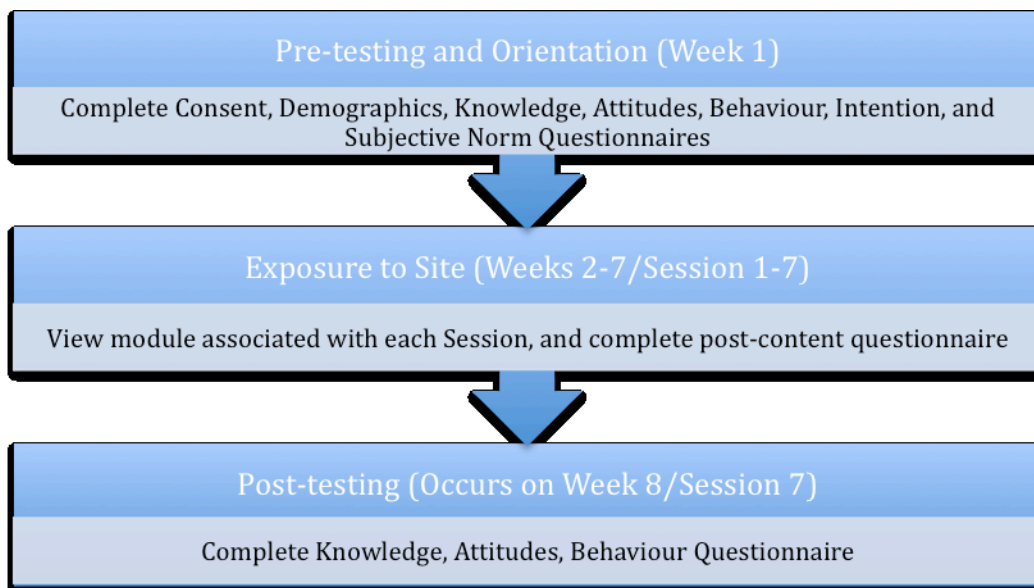 Pre-testing and Orientation (Week 1)
Complete Consent, Demographics, Knowledge, Attitudes, Behaviour, Intention, and
Subjective Norm Questionnaires
Exposure to Site (Weeks 2-7/Session 1-7)
View module associated with each Session, and complete post-content questionnaire
Post-testing (Occurs on Week 8/Session 7)
Complete Knowledge, Attitudes, Behaviour Questionnaire